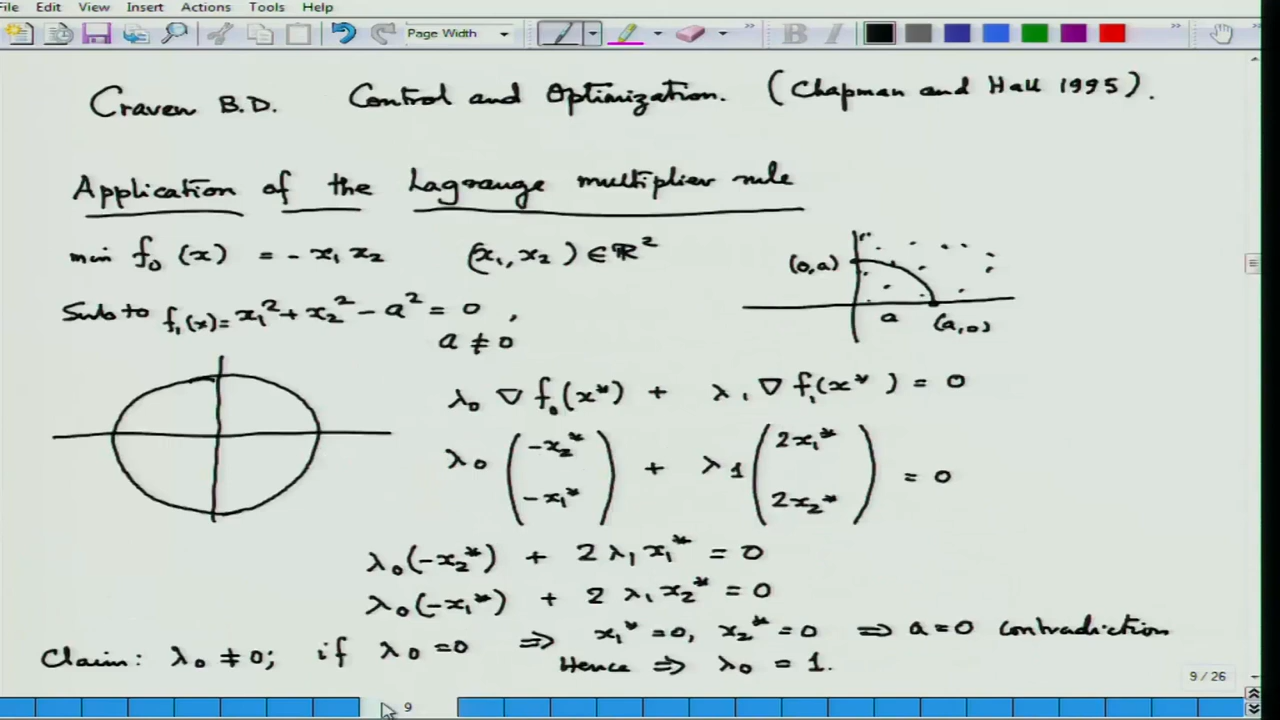 File Edit View Insert Actions Tools Help
Page Width
Craven B.D. Control and Optimization. (Chapman and Hall 1995).
Application of the Lagrange multiplier rule
min f₀(x) = -x₁x₂ (x₁, x₂) ∈ ℝ²
Sub to f₁(x) = x₁² + x₂² - a² = 0,
a ≠ 0
(0,a)
a (a,0)
λ₀ ∇f₀(x*) + λ₁ ∇f₁(x*) = 0
λ₀ (-x₂* -x₁*) + λ1 (2x₁* 2x₂*) = 0
λ₀(-x₂*) + 2λ₁x₁* = 0
λ₀(-x₁*) + 2λ₁x₂* = 0
Claim: λ₀ ≠ 0; if λ₀ = 0 ⇒ x₁* = 0, x₂* = 0 ⇒ a = 0 contradiction
Hence ⇒ λ₀ = 1.
9 / 26
9